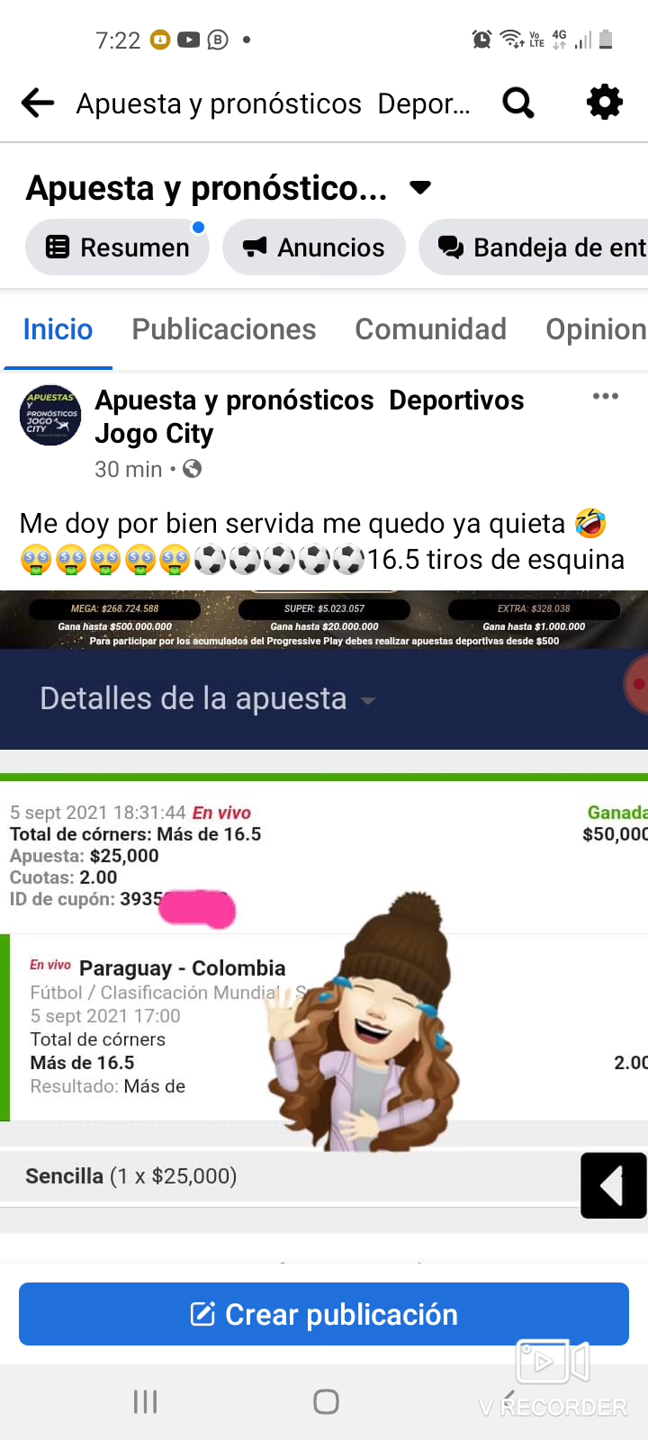 7:22
Vo LTE 4G
Apuesta y pronósticos Depor...
Apuesta y pronóstico...
Resumen Anuncios Bandeja de ent
Inicio Publicaciones Comunidad Opinion
APUESTAS
Y
PRONÓSTICOS
JOGO
CITY
Apuesta y pronósticos Deportivos
Jogo City
30 min •
Me doy por bien servida me quedo ya quieta 🤣
🤑🤑🤑🤑🤑⚽⚽⚽⚽⚽16.5 tiros de esquina
MEGA: $268.724.588 SUPER: $5.023.057 EXTRA: $328.038
Gana hasta $500.000.000 Gana hasta $20.000.000 Gana hasta $1.000.000
Para participar por los acumulados del Progressive Play debes realizar apuestas deportivas desde $500
Detalles de la apuesta
5 sept 2021 18:31:44 En vivo Ganada
Total de córners: Más de 16.5 $50,000
Apuesta: $25,000
Cuotas: 2.00
ID de cupón: 3935
En vivo Paraguay - Colombia
Fútbol / Clasificación Mundial, S
5 sept 2021 17:00
Total de córners
Más de 16.5 2.00
Resultado: Más de
Sencilla (1 x $25,000)
Crear publicación
V RECORDER